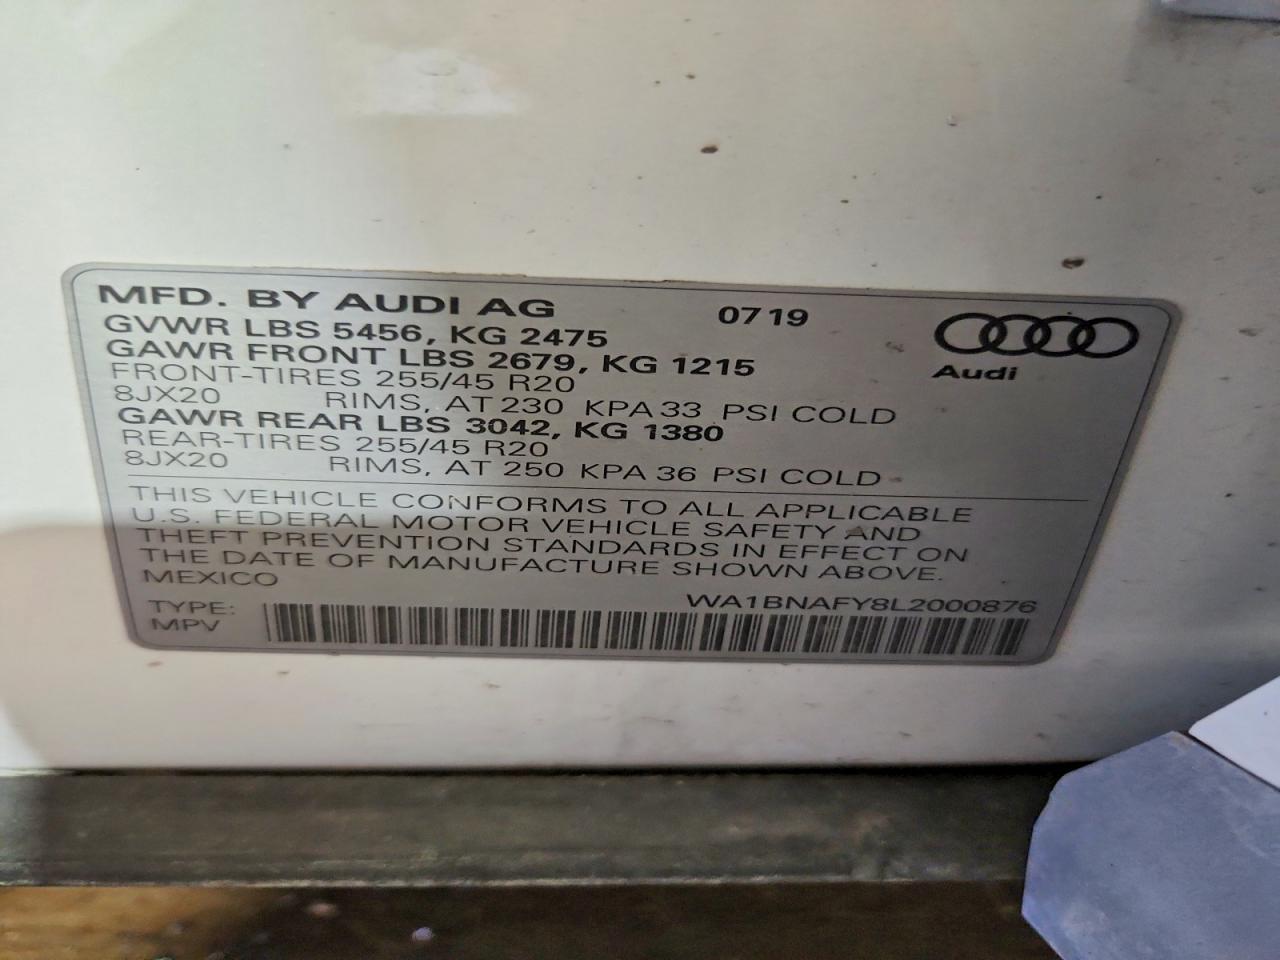 MFD. BY AUDI AG 0719
GVWR LBS 5456, KG 2475
GAWR FRONT LBS 2679, KG 1215
Audi
FRONT-TIRES 255/45 R20
8JX20 RIMS, AT 230 KPA 33 PSI COLD
GAWR REAR LBS 3042, KG 1380
REAR-TIRES 255/45 R20
8JX20 RIMS, AT 250 KPA 36 PSI COLD
THIS VEHICLE CONFORMS TO ALL APPLICABLE
U.S. FEDERAL MOTOR VEHICLE SAFETY AND
THEFT PREVENTION STANDARDS IN EFFECT ON
THE DATE OF MANUFACTURE SHOWN ABOVE.
MEXICO
WA1BNAFY8L2000876
TYPE:
MPV